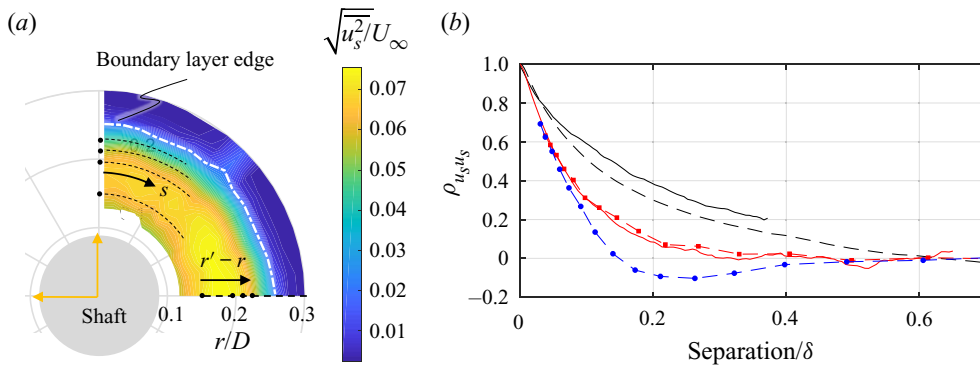 (a)
√u_s²/U∞
Boundary layer edge
0.2
s
r′ – r
Shaft
0.1
0.2
0.3
r/D
0.07
0.06
0.05
0.04
0.03
0.02
0.01
(b)
1.0
0.8
0.6
0.4
0.2
0
−0.2
ρ_{u_s u_s}
0
0.2
0.4
0.6
Separation/δ